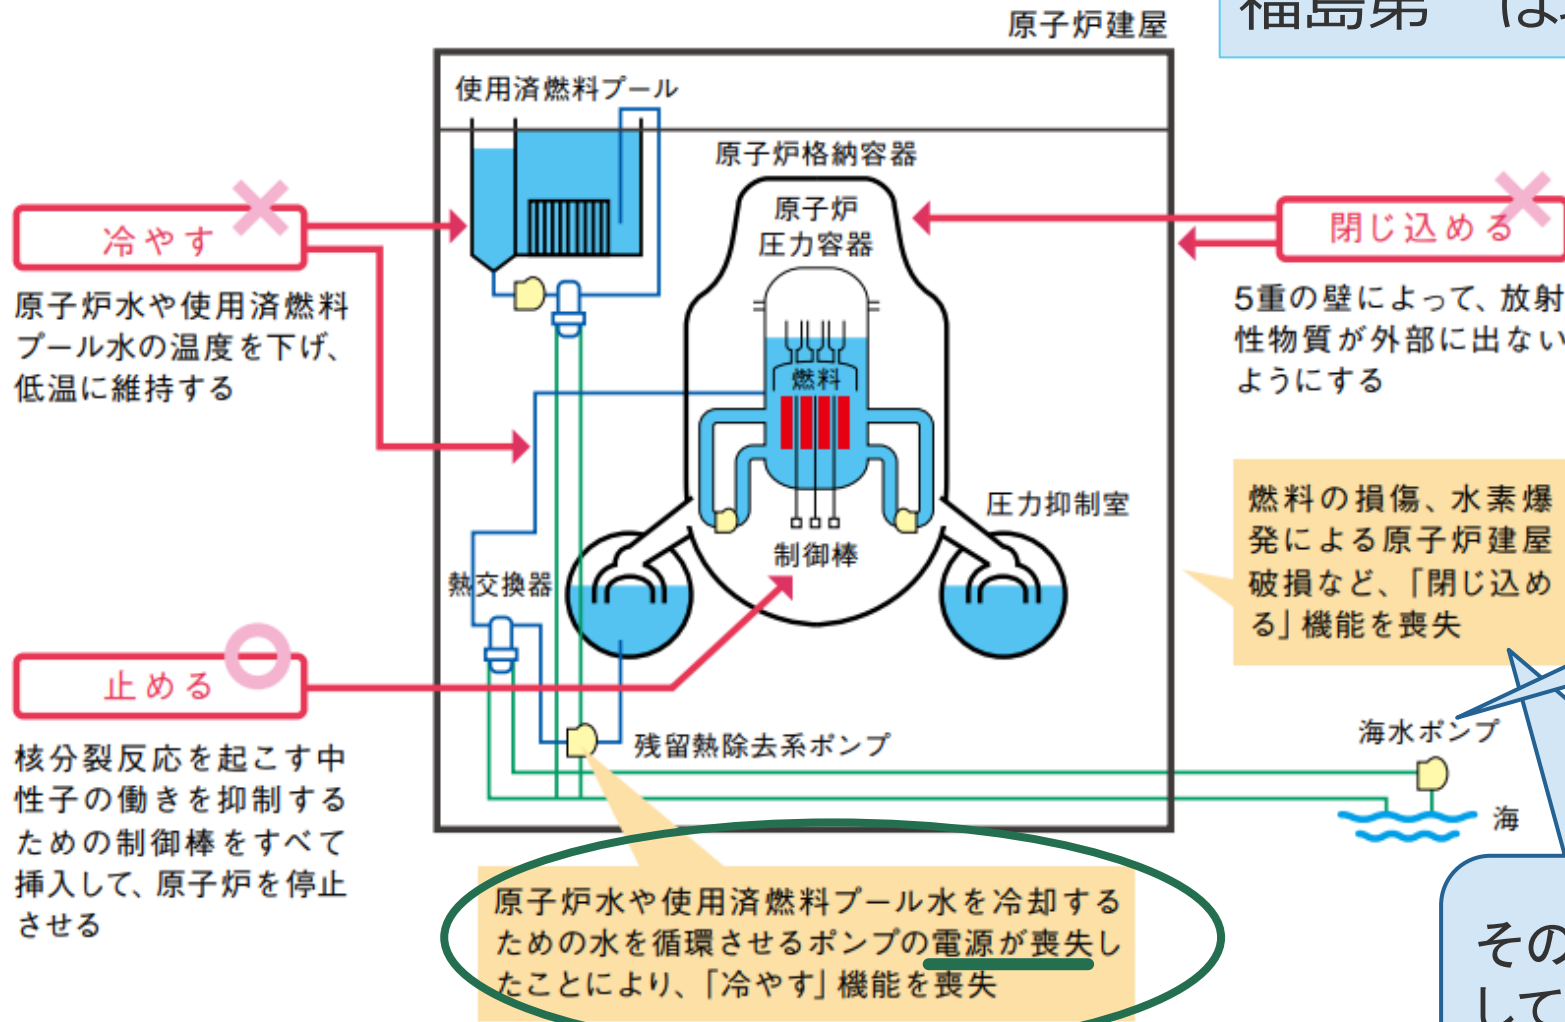 福島第一は
原子炉建屋
使用済燃料プール
原子炉格納容器
原子炉
圧力容器
冷やす
閉じ込める
原子炉水や使用済燃料
プール水の温度を下げ、
低温に維持する
5重の壁によって、放射
性物質が外部に出ない
ようにする
燃料
圧力抑制室
燃料の損傷、水素爆
発による原子炉建屋
破損など、「閉じ込め
る」機能を喪失
制御棒
熱交換器
止める
核分裂反応を起こす中
性子の働きを抑制する
ための制御棒をすべて
挿入して、原子炉を停止
させる
残留熱除去系ポンプ
海水ポンプ
海
原子炉水や使用済燃料プール水を冷却する
ための水を循環させるポンプの電源が喪失し
たことにより、「冷やす」機能を喪失
その
して